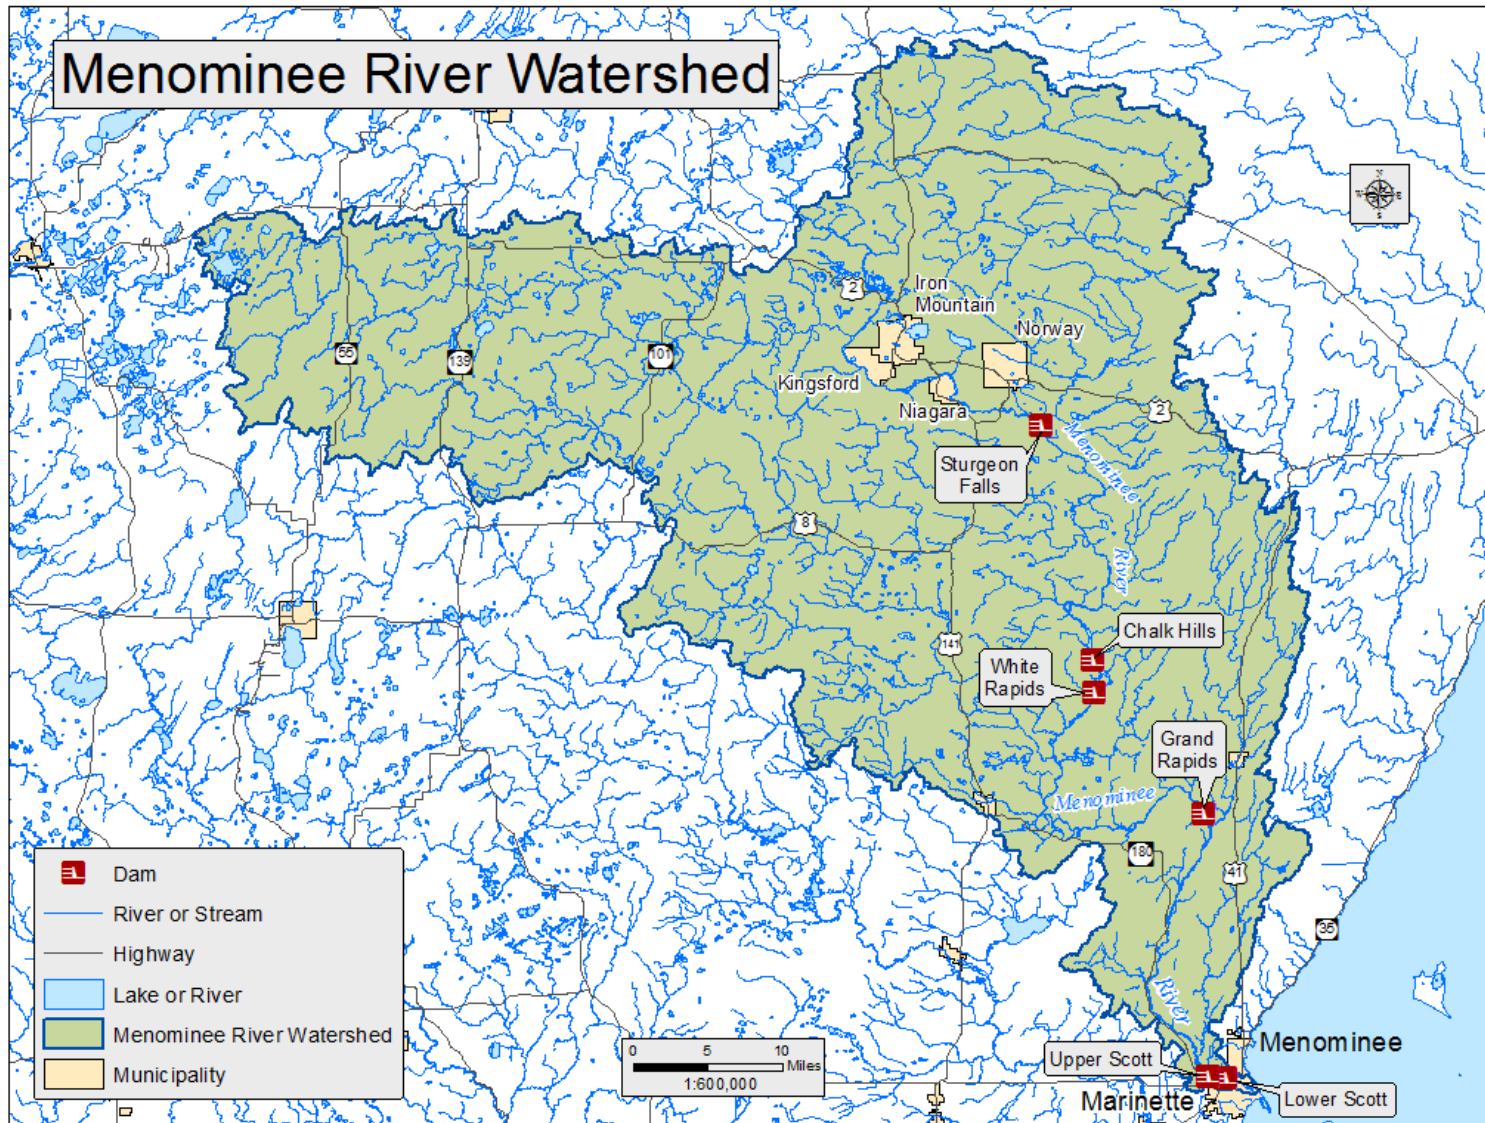 Menominee River Watershed
N
W
E
S
2
Iron
Mountain
Norway
55
139
101
Kingsford
Niagara
2
Sturgeon
Falls
Menominee
River
8
141
Chalk Hills
White
Rapids
Grand
Rapids
Menominee
180
41
35
River
Dam
River or Stream
Highway
Lake or River
Menominee River Watershed
Municipality
0
5
10
Miles
1:600,000
Menominee
Upper Scott
Marinette
Lower Scott